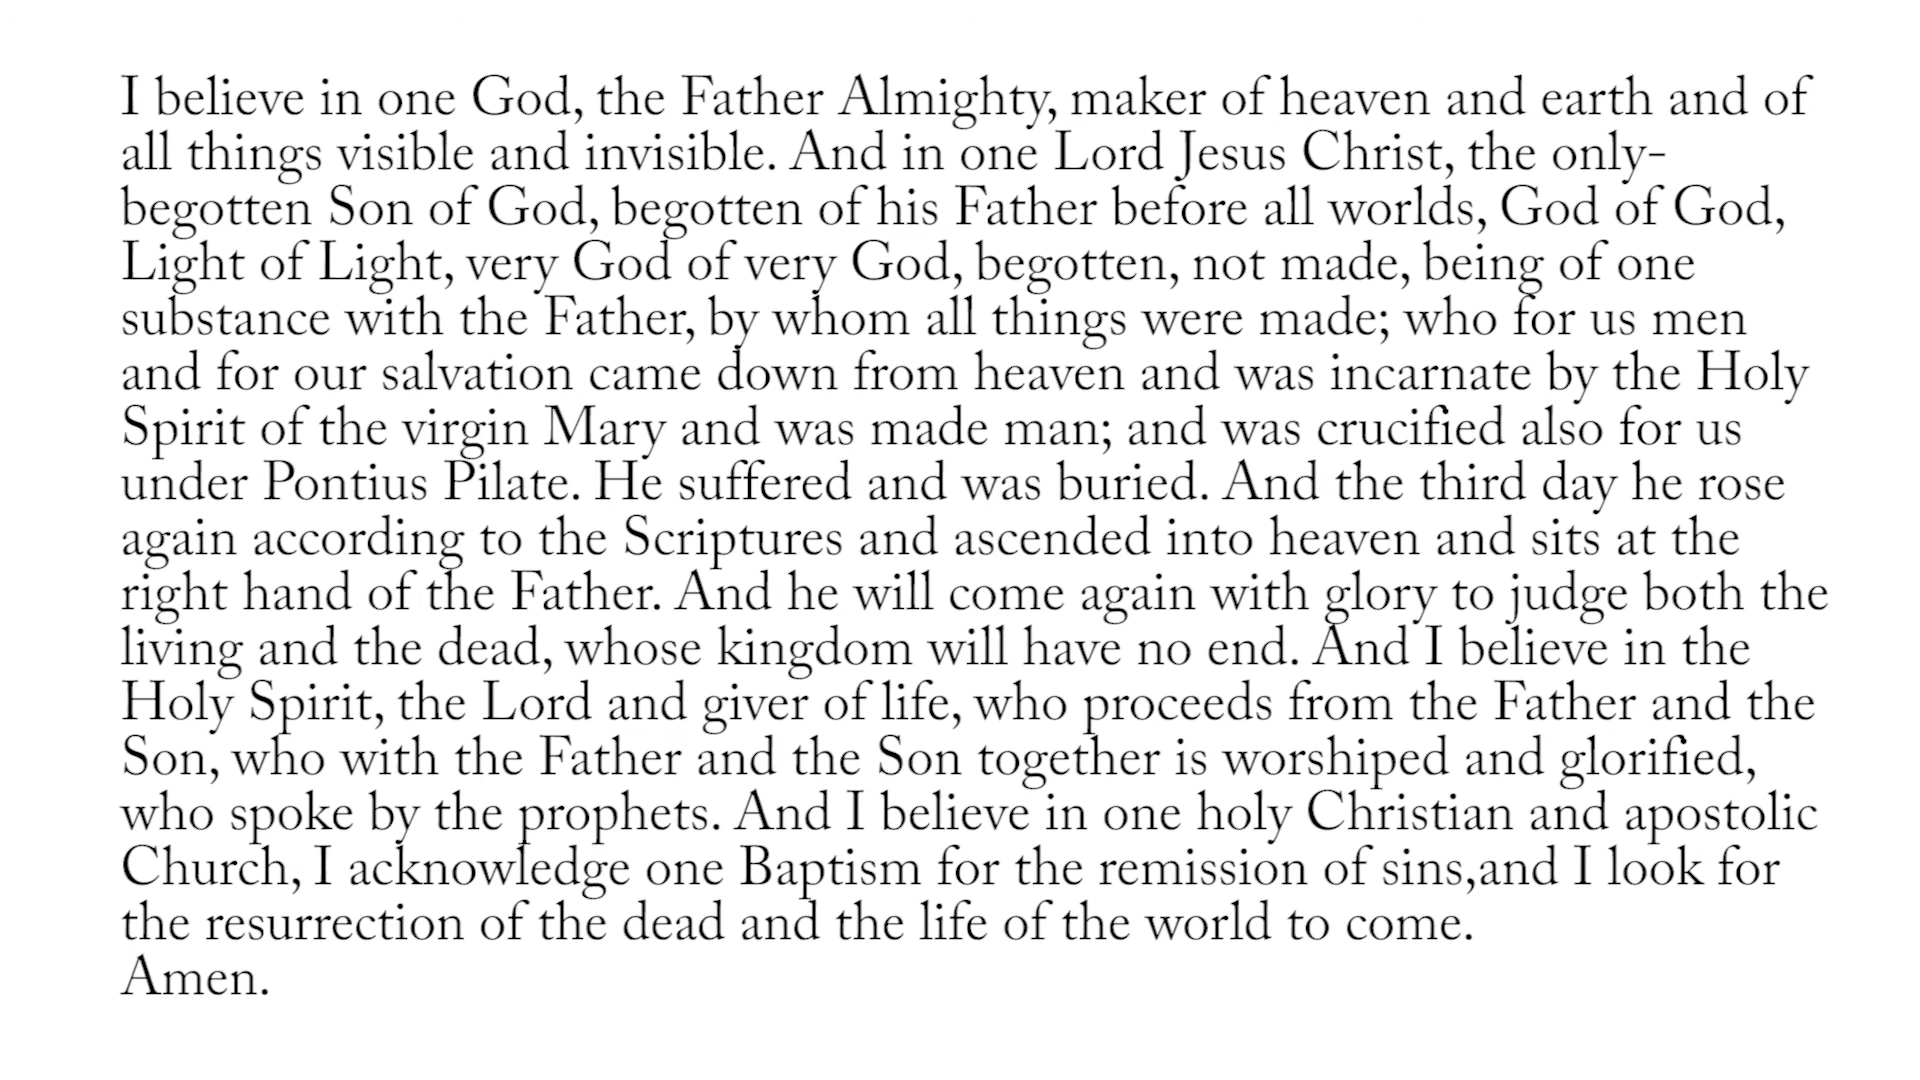 I believe in one God, the Father Almighty, maker of heaven and earth and of
all things visible and invisible. And in one Lord Jesus Christ, the only-
begotten Son of God, begotten of his Father before all worlds, God of God,
Light of Light, very God of very God, begotten, not made, being of one
substance with the Father, by whom all things were made; who for us men
and for our salvation came down from heaven and was incarnate by the Holy
Spirit of the virgin Mary and was made man; and was crucified also for us
under Pontius Pilate. He suffered and was buried. And the third day he rose
again according to the Scriptures and ascended into heaven and sits at the
right hand of the Father. And he will come again with glory to judge both the
living and the dead, whose kingdom will have no end. And I believe in the
Holy Spirit, the Lord and giver of life, who proceeds from the Father and the
Son, who with the Father and the Son together is worshiped and glorified,
who spoke by the prophets. And I believe in one holy Christian and apostolic
Church, I acknowledge one Baptism for the remission of sins,and I look for
the resurrection of the dead and the life of the world to come.
Amen.